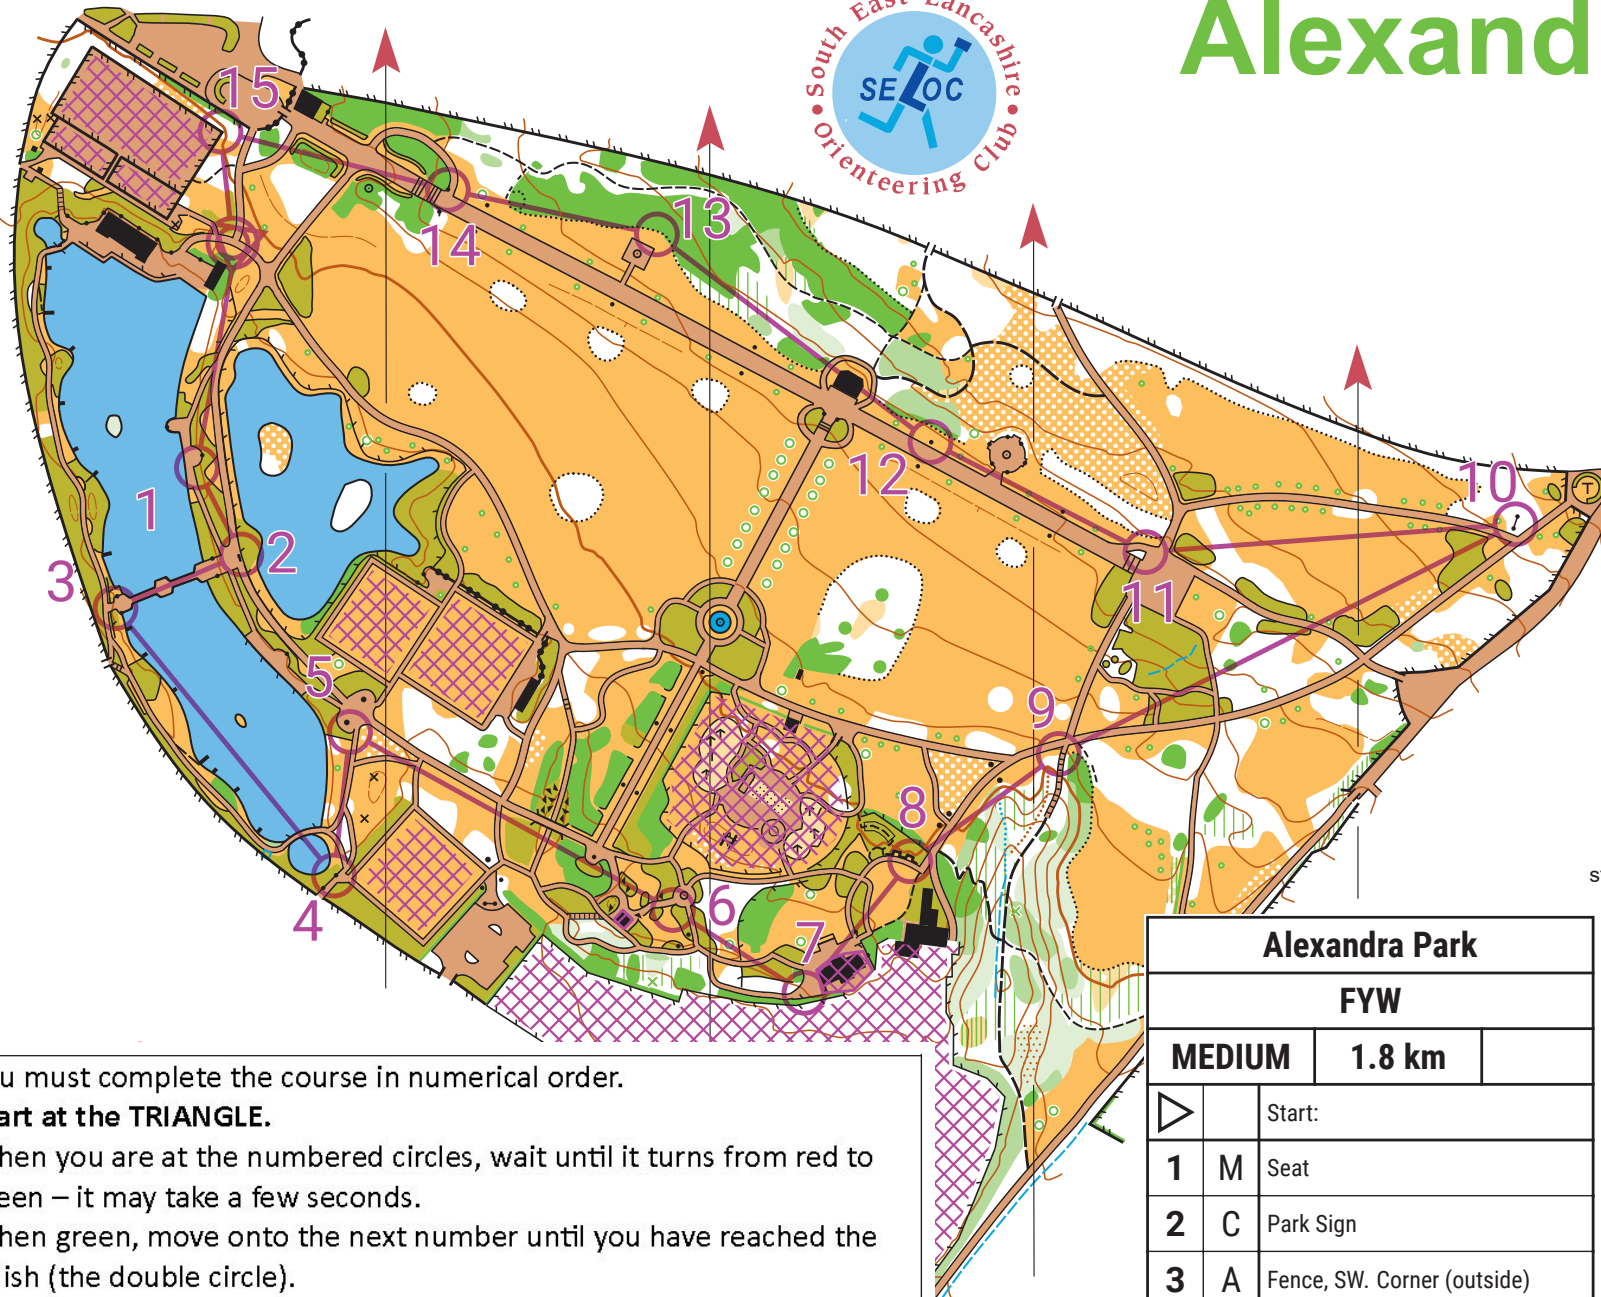 South East Lancashire
SELOC
Orienteering Club
Alexand
15
13
14
12
10
1
2
3
11
5
9
8
6
4
7
T
s
u must complete the course in numerical order.
art at the TRIANGLE.
hen you are at the numbered circles, wait until it turns from red to
een – it may take a few seconds.
hen green, move onto the next number until you have reached the
ish (the double circle).
Alexandra Park
FYW
MEDIUM 1.8 km
Start:
1 M Seat
2 C Park Sign
3 A Fence, SW. Corner (outside)